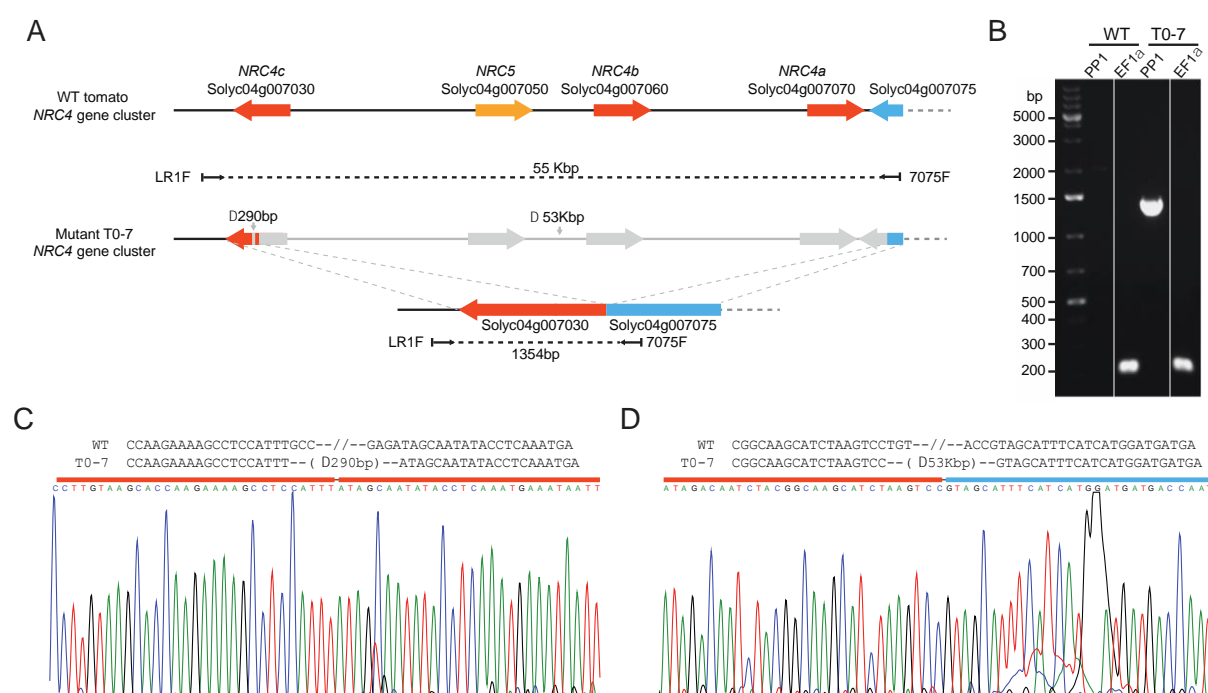 A
NRC4c NRC5 NRC4b NRC4a
Solyc04g007030 Solyc04g007050 Solyc04g007060 Solyc04g007070 Solyc04g007075
WT tomato
NRC4 gene cluster
LR1F 55 Kbp 7075F
D290bp D 53Kbp
Mutant T0-7
NRC4 gene cluster
Solyc04g007030 Solyc04g007075
LR1F 1354bp 7075F
B
WT T0-7
PP1 EF1a PP1 EF1a
bp
5000
3000
2000
1500
1000
700
500
400
300
200
C
WT CCAAGAAAAGCCTCCATTTGCC--//--GAGATAGCAATATACCTCAAATGA
T0-7 CCAAGAAAAGCCTCCATTT--( D290bp)--ATAGCAATATACCTCAAATGA
CCTTGTAAGCACCAAGAAAAGCCTCCATTTATAGCAATATACCTCAAATGAAATAATT
D
WT CGGCAAGCATCTAAGTCCTGT--//--ACCGTAGCATTTCATCATGGATGATGA
T0-7 CGGCAAGCATCTAAGTCC--( D53Kbp)--GTAGCATTTCATCATGGATGATGA
ATAGACAATCTACGGCAAGCATCTAAGTCCGTAGCATTTCATCATGGATGATGACCAAT